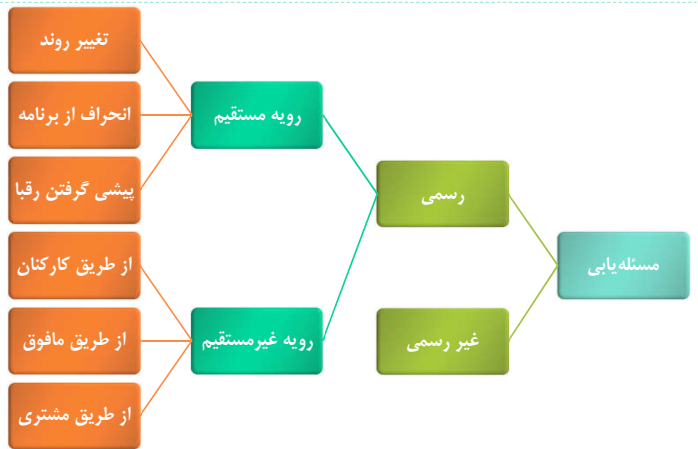 مسئله‌یابی
رسمی
غیر رسمی
رویه مستقیم
رویه غیرمستقیم
تغییر روند
انحراف از برنامه
پیشی گرفتن رقبا
از طریق کارکنان
از طریق مافوق
از طریق مشتری